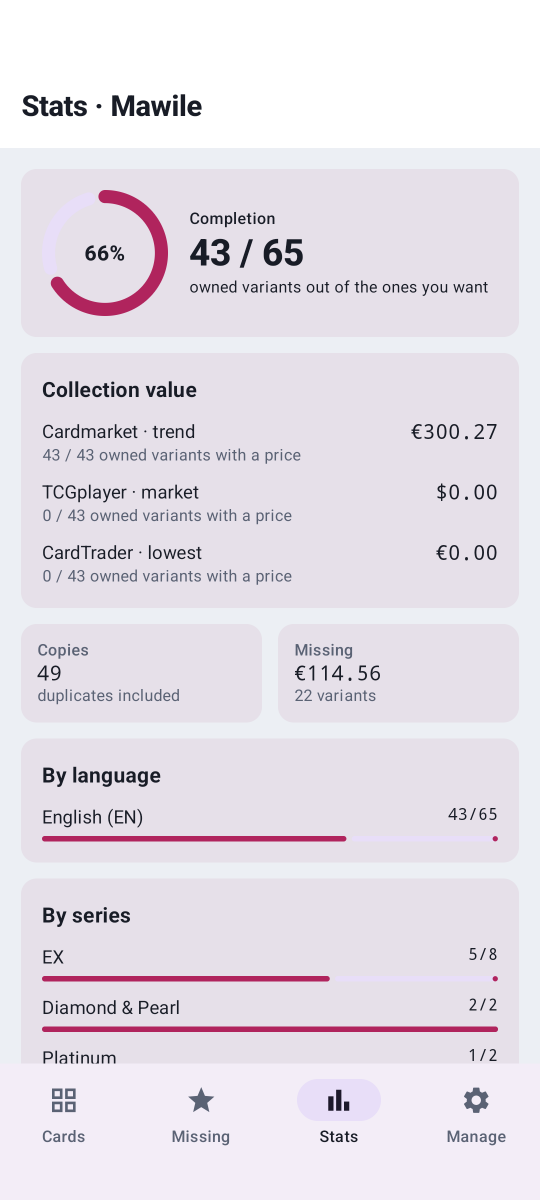 Stats · Mawile
66%
Completion
43 / 65
owned variants out of the ones you want
Collection value
Cardmarket · trend €300.27
43 / 43 owned variants with a price
TCGplayer · market $0.00
0 / 43 owned variants with a price
CardTrader · lowest €0.00
0 / 43 owned variants with a price
Copies
49
duplicates included
Missing
€114.56
22 variants
By language
English (EN) 43/65
By series
EX 5/8
Diamond & Pearl 2/2
Platinum 1/2
Cards Missing Stats Manage